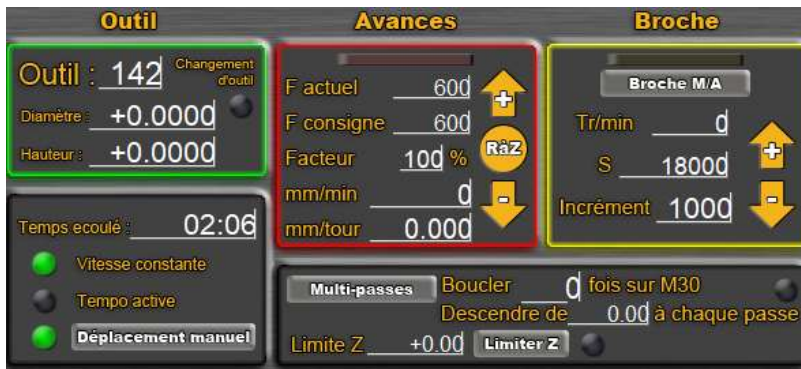 Outil
Outil : 142 Changement d'outil
Diamètre : +0.0000
Hauteur : +0.0000
Temps ecoulé : 02:06
Vitesse constante
Tempo active
Déplacement manuel
Avances
F actuel 600
F consigne 600
Facteur 100 %
mm/min 0
mm/tour 0.000
+
RàZ
-
Broche
Broche M/A
Tr/min 0
S 18000
Incrément 1000
+
-
Multi-passes Boucler 0 fois sur M30
Descendre de 0.00 à chaque passe
Limite Z +0.00 Limiter Z